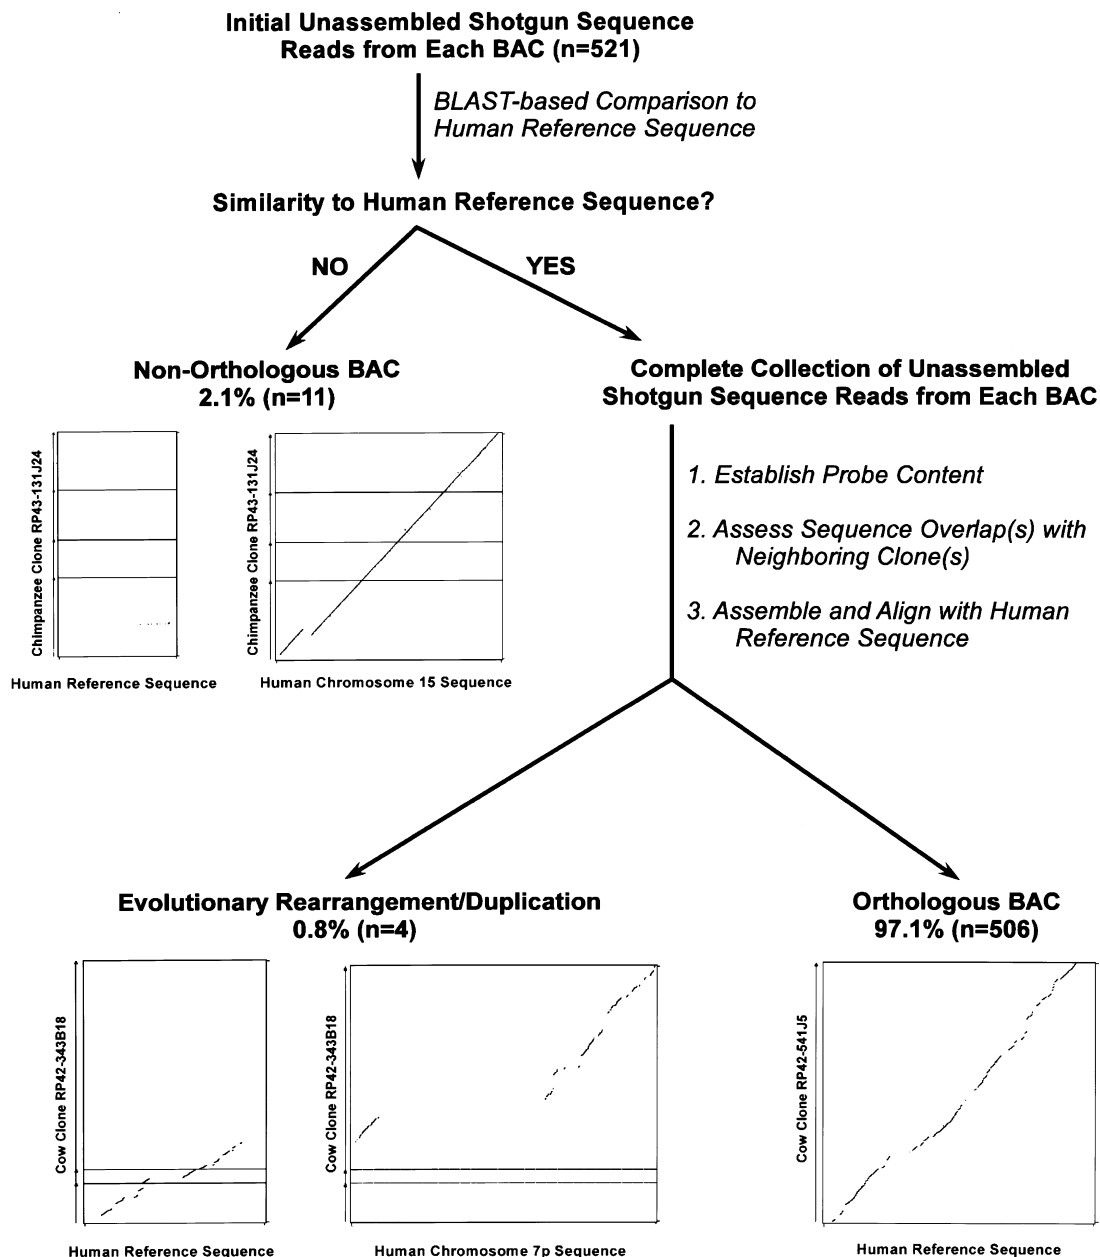 Initial Unassembled Shotgun Sequence
Reads from Each BAC (n=521)
BLAST-based Comparison to
Human Reference Sequence
Similarity to Human Reference Sequence?
NO
YES
Non-Orthologous BAC
2.1% (n=11)
Complete Collection of Unassembled
Shotgun Sequence Reads from Each BAC
Chimpanzee Clone RP43-131J24
Human Reference Sequence
Chimpanzee Clone RP43-131J24
Human Chromosome 15 Sequence
1. Establish Probe Content
2. Assess Sequence Overlap(s) with
Neighboring Clone(s)
3. Assemble and Align with Human
Reference Sequence
Evolutionary Rearrangement/Duplication
0.8% (n=4)
Orthologous BAC
97.1% (n=506)
Cow Clone RP42-343B18
Human Reference Sequence
Cow Clone RP42-343B18
Human Chromosome 7p Sequence
Cow Clone RP42-541J5
Human Reference Sequence